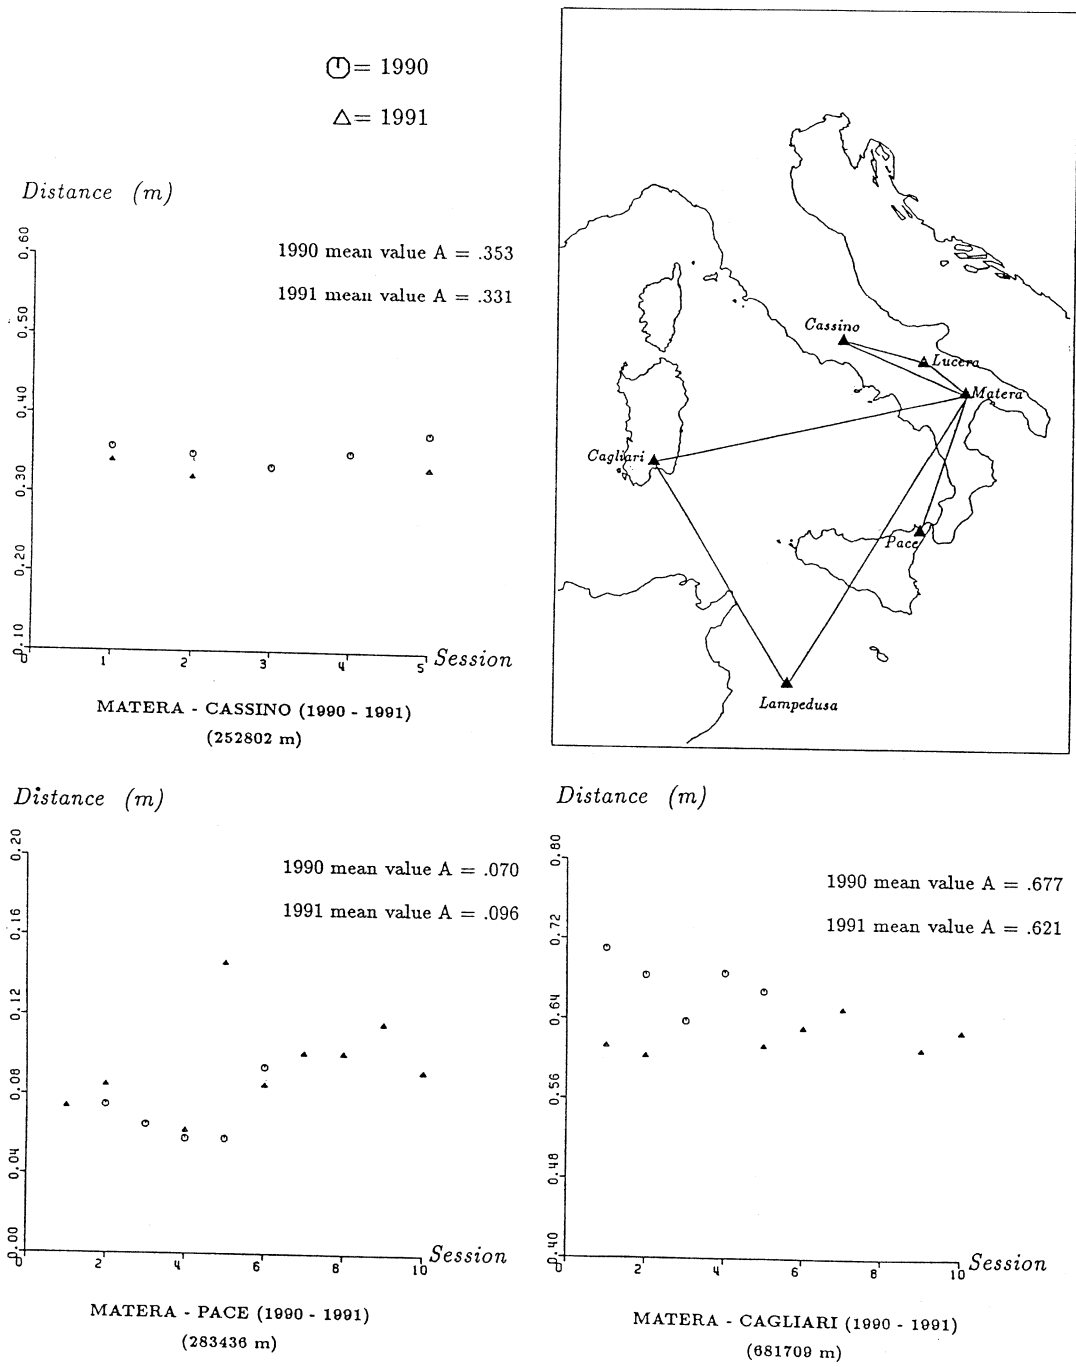 = 1990
△= 1991
Distance (m)
0.60
0.50
0.40
0.30
0.20
0.10
1990 mean value A = .353
1991 mean value A = .331
0 1 2 3 4 5 Session
MATERA - CASSINO (1990 - 1991)
(252802 m)
Cassino
Lucera
Matera
Cagliari
Pace
Lampedusa
Distance (m)
0.20
0.16
0.12
0.08
0.04
0.00
1990 mean value A = .070
1991 mean value A = .096
0 2 4 6 8 10 Session
MATERA - PACE (1990 - 1991)
(283436 m)
Distance (m)
0.80
0.72
0.64
0.56
0.48
0.40
1990 mean value A = .677
1991 mean value A = .621
0 2 4 6 8 10 Session
MATERA - CAGLIARI (1990 - 1991)
(681709 m)